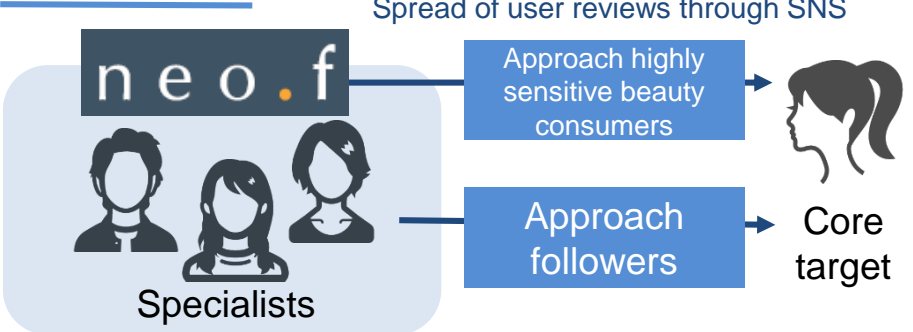 Spread of user reviews through SNS
neo.f
Approach highly
sensitive beauty
consumers
Approach
followers
Core
target
Specialists